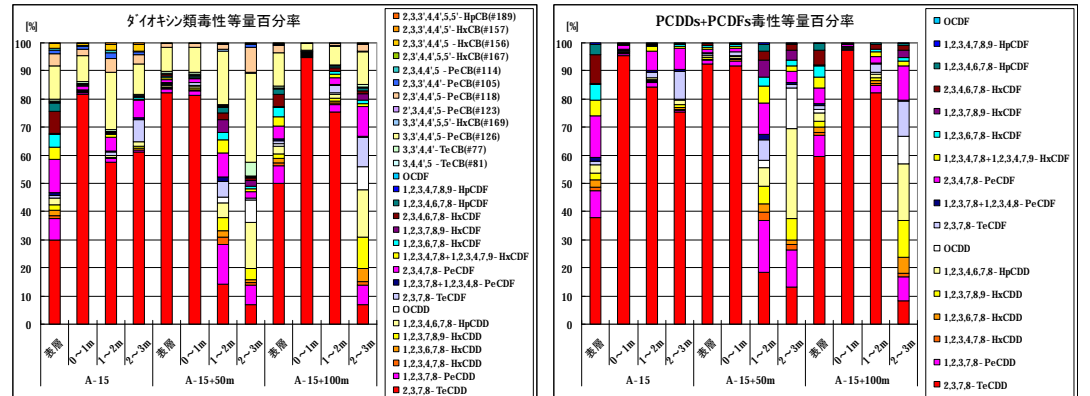 ダイオキシン類毒性等量百分率
[%]
100
90
80
70
60
50
40
30
20
10
0
表層
0～1m
1～2m
2～3m
表層
0～1m
1～2m
2～3m
表層
0～1m
1～2m
2～3m
A-15
A-15+50m
A-15+100m
2,3,3',4,4',5,5'- HpCB(#189)
2,3,3',4,4',5'- HxCB(#157)
2,3,3',4,4',5 - HxCB(#156)
2,3',4,4',5,5'- HxCB(#167)
2,3,4,4',5 - PeCB(#114)
2,3,3',4,4'- PeCB(#105)
2,3',4,4',5- PeCB(#118)
2',3,4,4',5- PeCB(#123)
3,3',4,4',5,5'- HxCB(#169)
3,3',4,4',5- PeCB(#126)
3,3',4,4'- TeCB(#77)
3,4,4',5 - TeCB(#81)
OCDF
1,2,3,4,7,8,9- HpCDF
1,2,3,4,6,7,8- HpCDF
2,3,4,6,7,8- HxCDF
1,2,3,7,8,9- HxCDF
1,2,3,6,7,8- HxCDF
1,2,3,4,7,8+1,2,3,4,7,9- HxCDF
2,3,4,7,8- PeCDF
1,2,3,7,8+1,2,3,4,8- PeCDF
2,3,7,8- TeCDF
OCDD
1,2,3,4,6,7,8- HpCDD
1,2,3,7,8,9- HxCDD
1,2,3,6,7,8- HxCDD
1,2,3,4,7,8- HxCDD
1,2,3,7,8- PeCDD
2,3,7,8- TeCDD
PCDDs+PCDFs毒性等量百分率
[%]
100
90
80
70
60
50
40
30
20
10
0
表層
0～1m
1～2m
2～3m
表層
0～1m
1～2m
2～3m
表層
0～1m
1～2m
2～3m
A-15
A-15+50m
A-15+100m
OCDF
1,2,3,4,7,8,9- HpCDF
1,2,3,4,6,7,8- HpCDF
2,3,4,6,7,8- HxCDF
1,2,3,7,8,9- HxCDF
1,2,3,6,7,8- HxCDF
1,2,3,4,7,8+1,2,3,4,7,9- HxCDF
2,3,4,7,8- PeCDF
1,2,3,7,8+1,2,3,4,8- PeCDF
2,3,7,8- TeCDF
OCDD
1,2,3,4,6,7,8- HpCDD
1,2,3,7,8,9- HxCDD
1,2,3,6,7,8- HxCDD
1,2,3,4,7,8- HxCDD
1,2,3,7,8- PeCDD
2,3,7,8- TeCDD